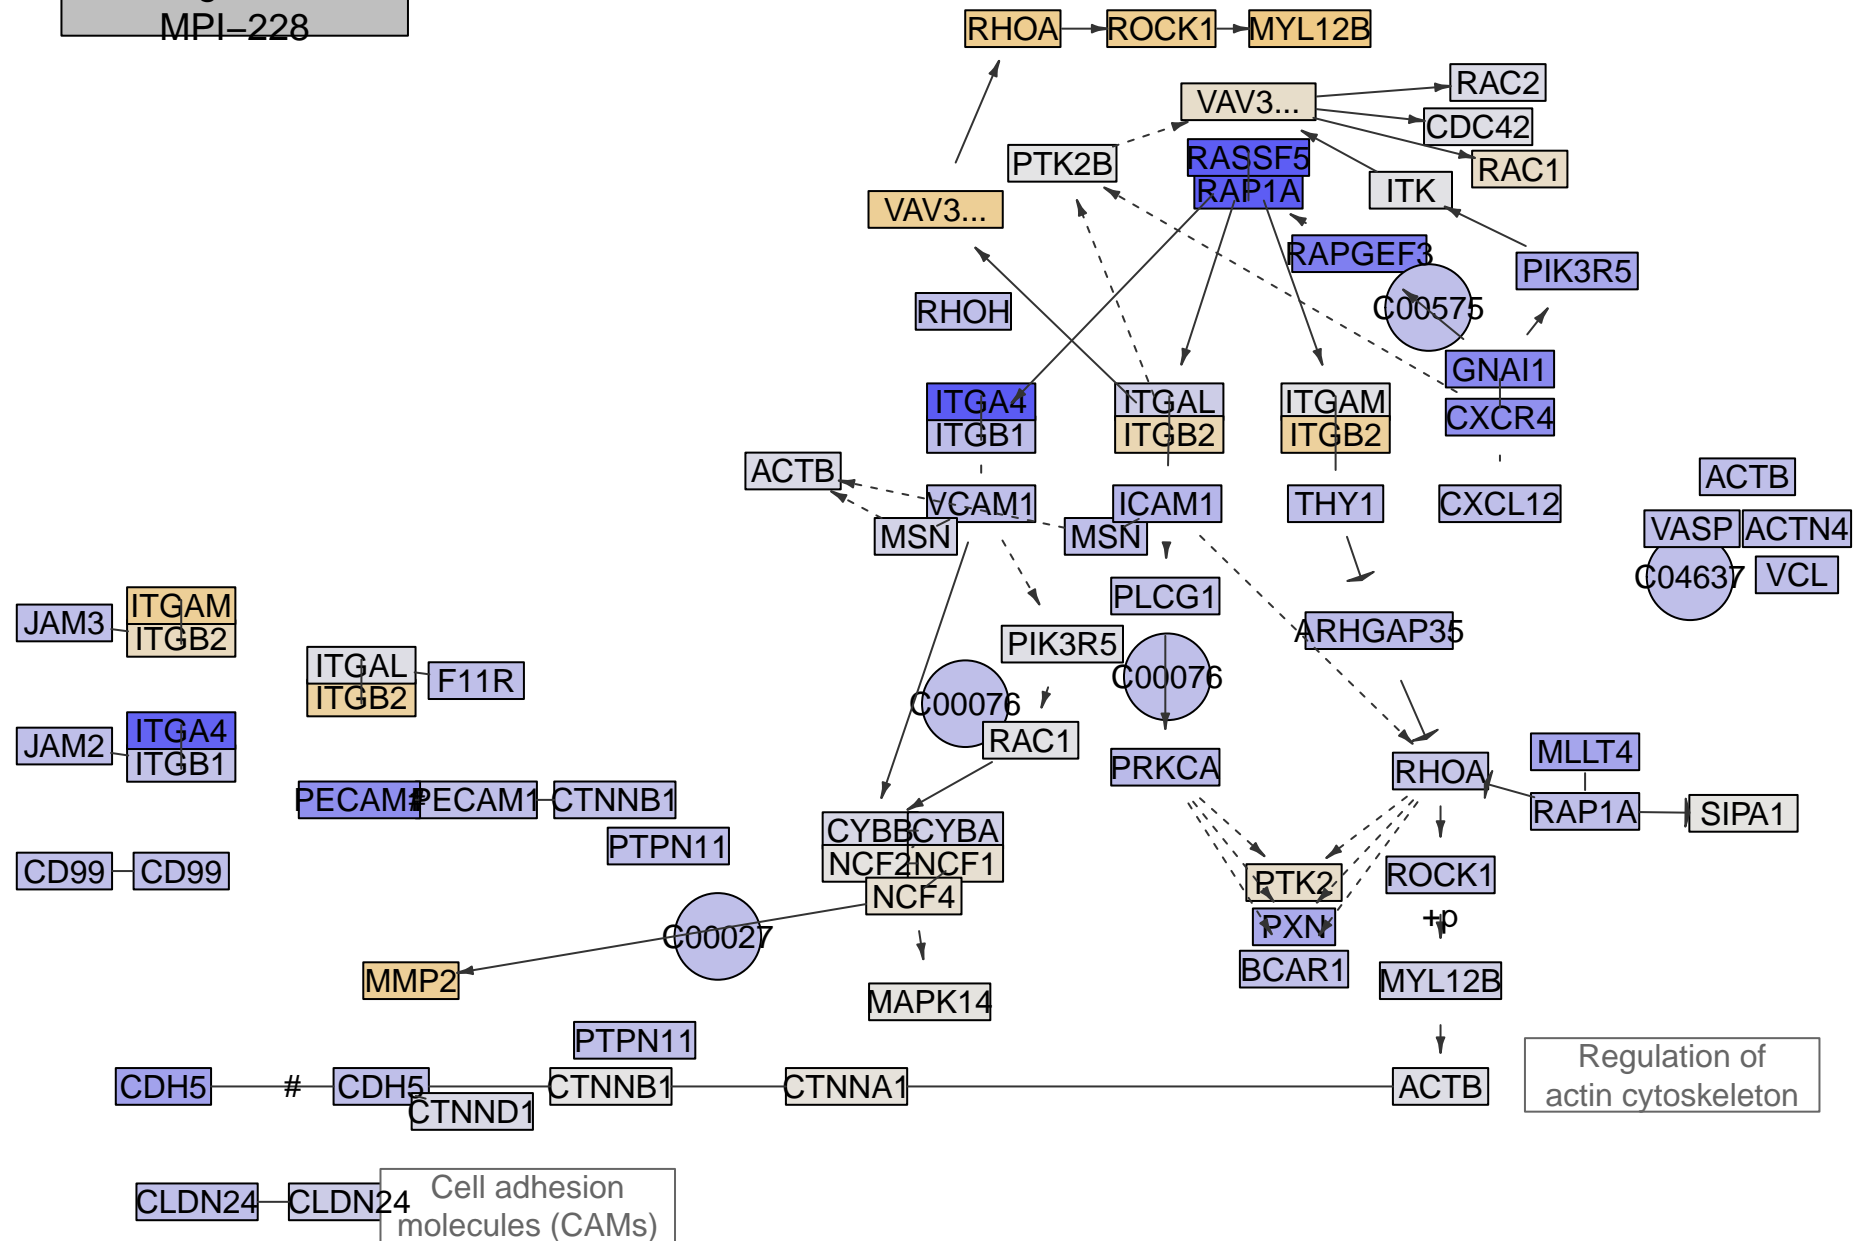 MPI−228
RHOA
ROCK1
MYL12B
RAC2
VAV3...
CDC42
PTK2B
RASSF5
RAC1
RAP1A
ITK
VAV3...
RAPGEF3
PIK3R5
C00575
RHOH
GNAI1
ITGA4
ITGAL
ITGAM
CXCR4
ITGB1
ITGB2
ITGB2
ACTB
ACTB
VCAM1
ICAM1
THY1
CXCL12
MSN
MSN
VASP
ACTN4
C04637
VCL
PLCG1
ITGAM
JAM3
ITGB2
ARHGAP35
PIK3R5
ITGAL
F11R
ITGB2
C00076
C00076
RAC1
ITGA4
JAM2
ITGB1
PRKCA
RHOA
MLLT4
PECAM1
#
PECAM1
CTNNB1
RAP1A
SIPA1
CYBB
CYBA
PTPN11
NCF2
NCF1
CD99
CD99
NCF4
PTK2
ROCK1
+p
PXN
C00027
BCAR1
MMP2
MYL12B
MAPK14
PTPN11
Regulation of
actin cytoskeleton
CDH5
#
CDH5
CTNNB1
CTNNA1
ACTB
CTNND1
CLDN24
CLDN24
Cell adhesion
molecules (CAMs)